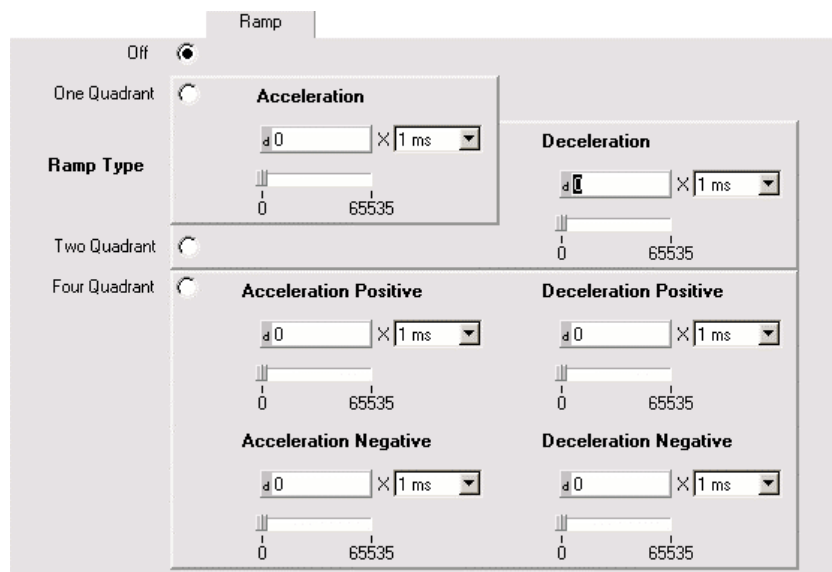 Ramp
Off
One Quadrant
Acceleration
d 0 × 1 ms
0 65535
Deceleration
d 0 × 1 ms
0 65535
Ramp Type
Two Quadrant
Four Quadrant
Acceleration Positive Deceleration Positive
d 0 × 1 ms d 0 × 1 ms
0 65535 0 65535
Acceleration Negative Deceleration Negative
d 0 × 1 ms d 0 × 1 ms
0 65535 0 65535